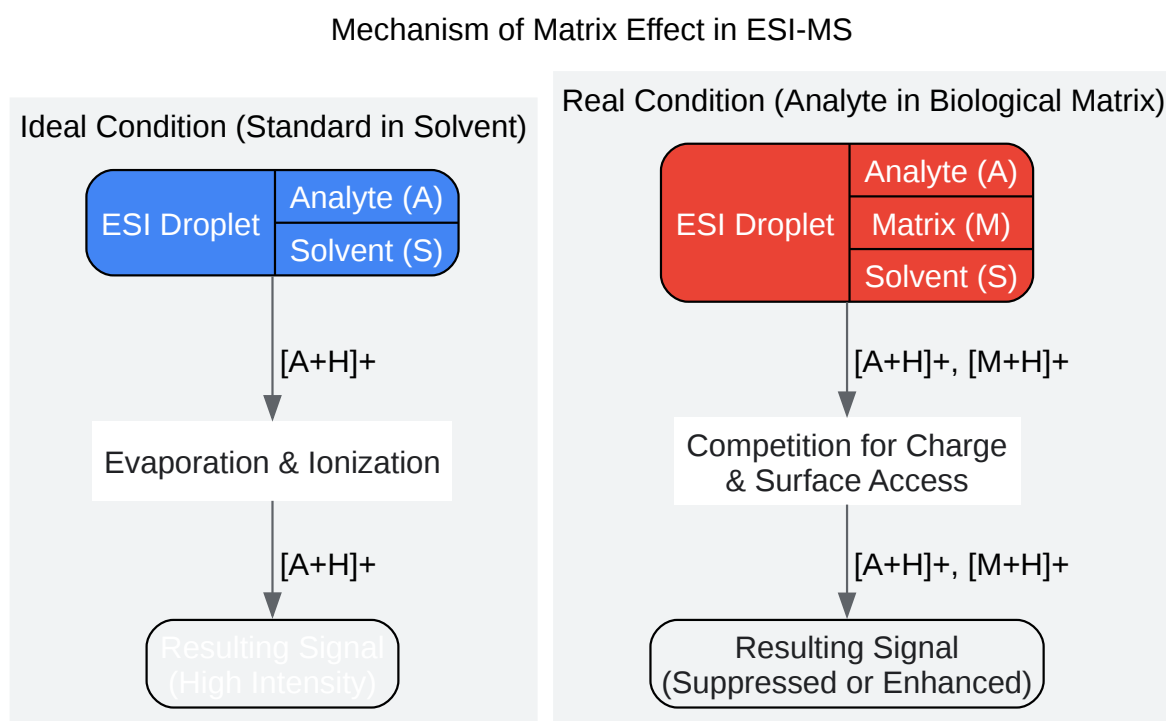 Mechanism of Matrix Effect in ESI-MS
Ideal Condition (Standard in Solvent)
ESI Droplet
Analyte (A)
Solvent (S)
[A+H]+
Evaporation & Ionization
[A+H]+
Resulting Signal
(High Intensity)
Real Condition (Analyte in Biological Matrix)
ESI Droplet
Analyte (A)
Matrix (M)
Solvent (S)
[A+H]+, [M+H]+
Competition for Charge
& Surface Access
[A+H]+, [M+H]+
Resulting Signal
(Suppressed or Enhanced)